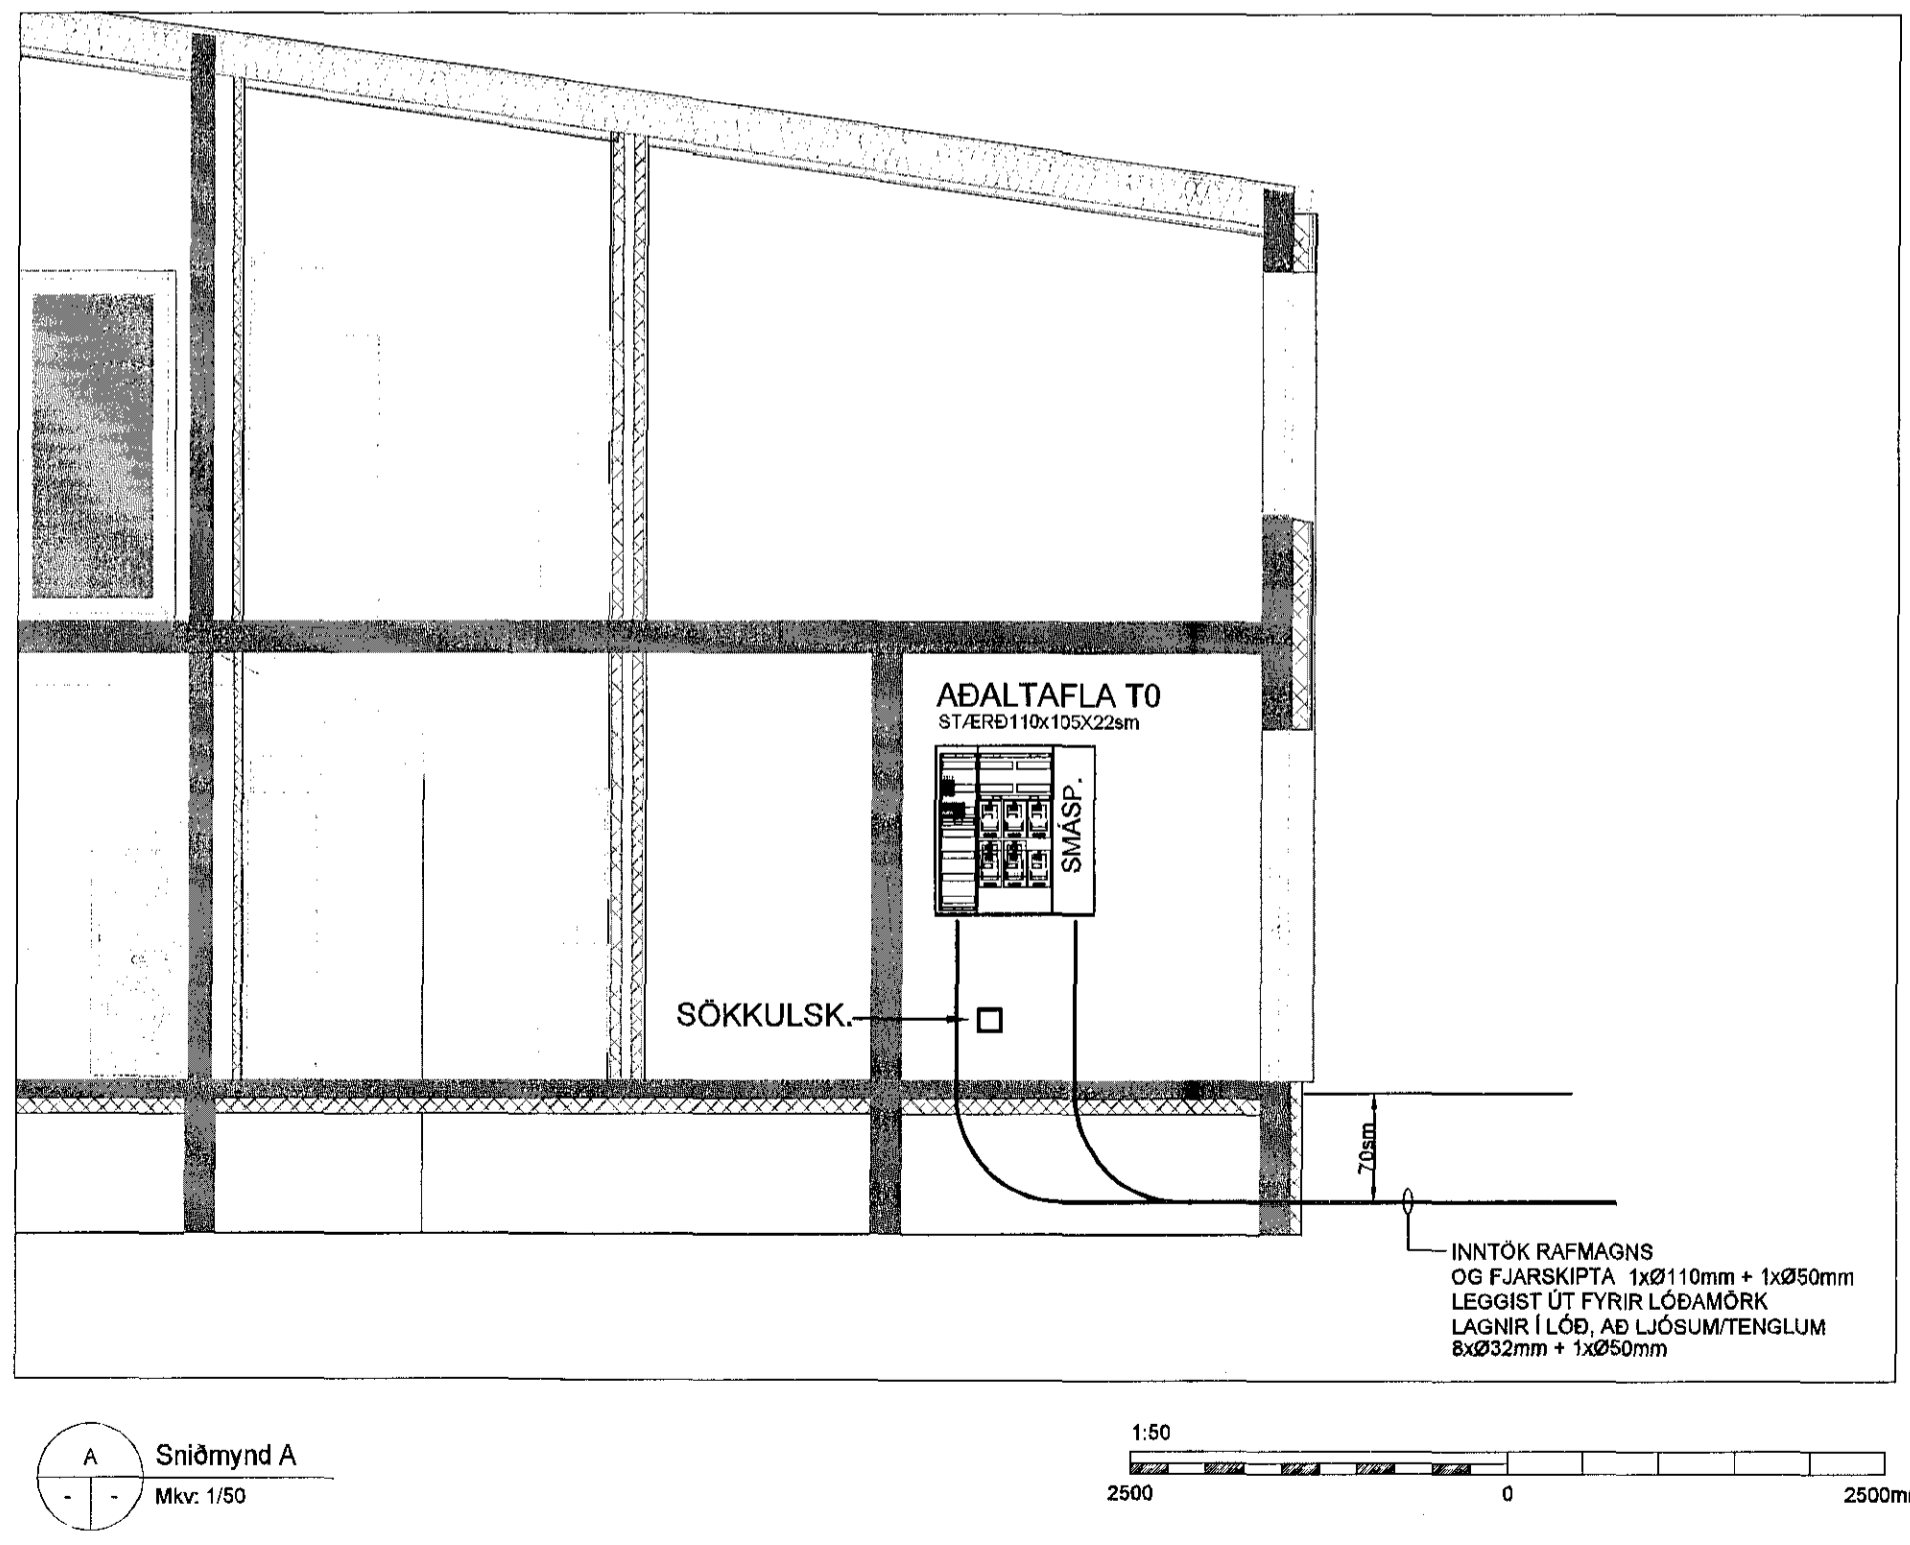 AÐALTAFLA T0
STÆRÐ110x105X22sm
SMÁSP.
SÖKKULSK.
70sm
INNTÖK RAFMAGNS
OG FJARSKIPTA 1xØ110mm + 1xØ50mm
LEGGIST ÚT FYRIR LÓÐAMÖRK
LAGNIR Í LÓÐ, AÐ LJÓSUM/TENGLUM
8xØ32mm + 1xØ50mm
A
- -
Sniðmynd A
Mkv: 1/50
1:50
2500 0 2500m